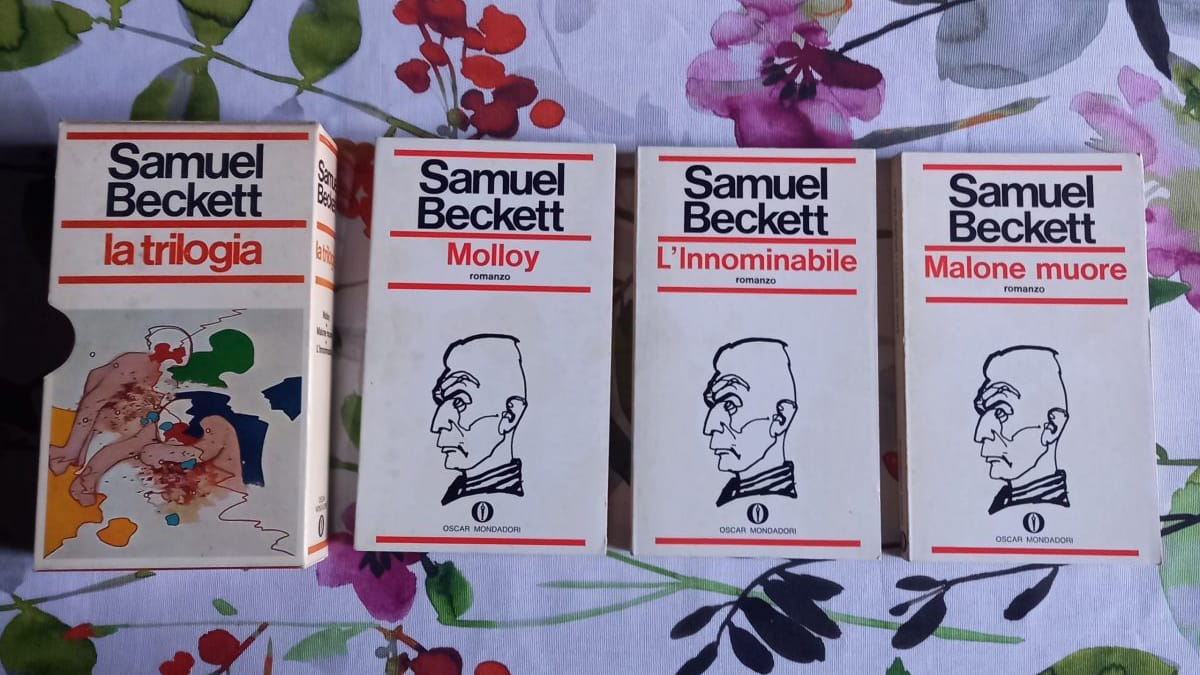 Samuel
Beckett
la trilogia
Samuel
Beckett
Molloy
romanzo
OSCAR MONDADORI
Samuel
Beckett
L'Innominabile
romanzo
OSCAR MONDADORI
Samuel
Beckett
Malone muore
romanzo
OSCAR MONDADORI